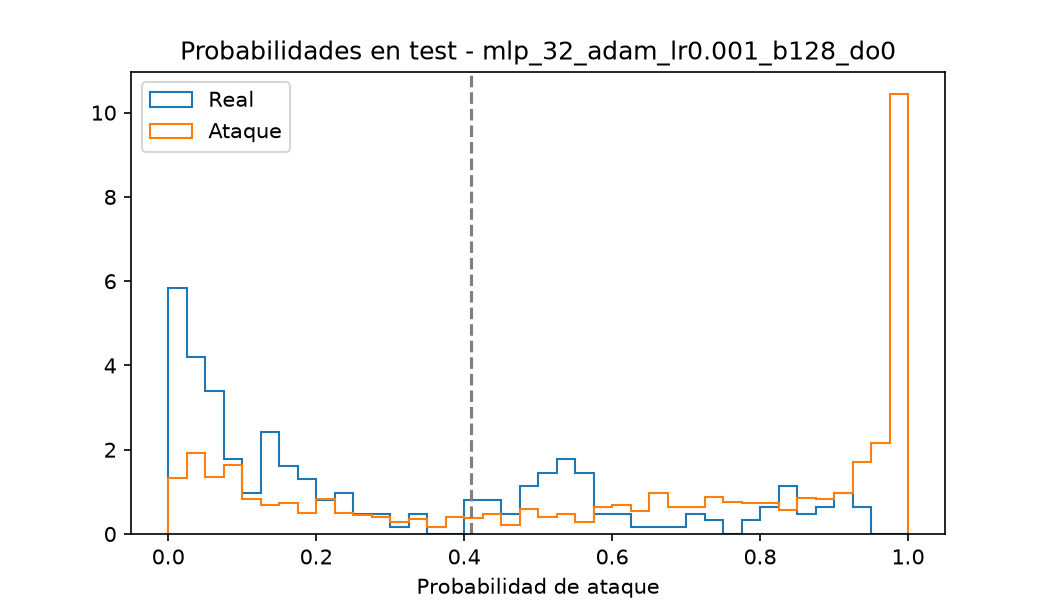 Probabilidades en test - mlp_32_adam_lr0.001_b128_do0
Real
Ataque
10
8
6
4
2
0
0.0 0.2 0.4 0.6 0.8 1.0
Probabilidad de ataque